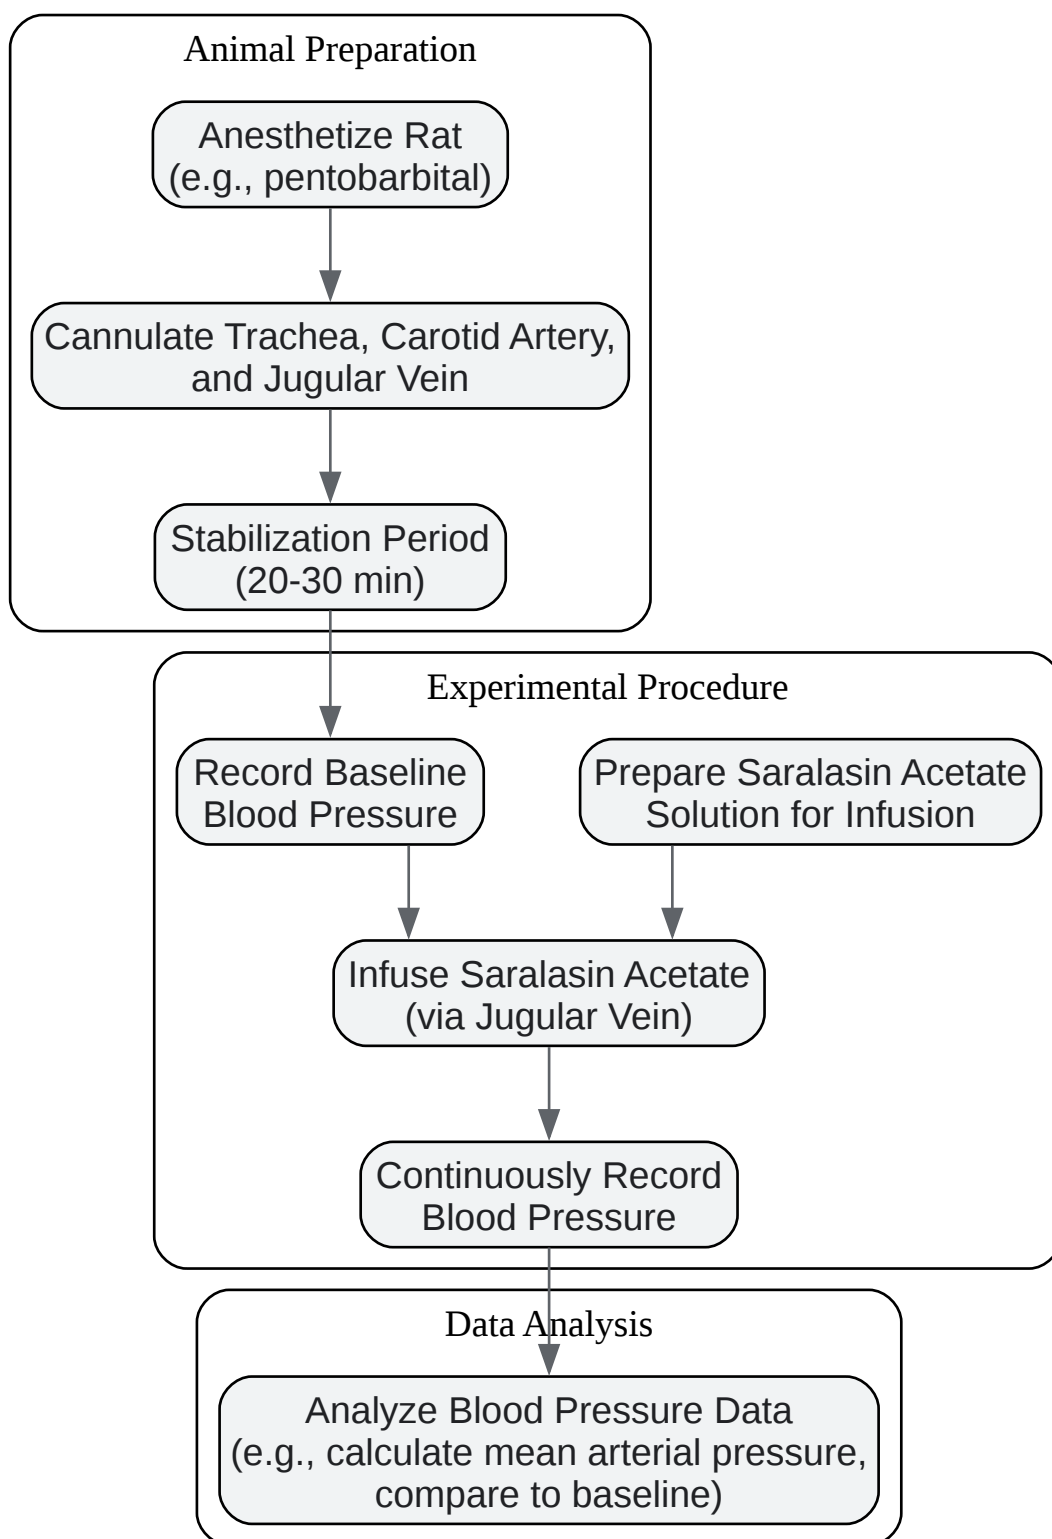 Animal Preparation
Anesthetize Rat
(e.g., pentobarbital)
Cannulate Trachea, Carotid Artery,
and Jugular Vein
Stabilization Period
(20-30 min)
Experimental Procedure
Record Baseline
Blood Pressure
Prepare Saralasin Acetate
Solution for Infusion
Infuse Saralasin Acetate
(via Jugular Vein)
Continuously Record
Blood Pressure
Data Analysis
Analyze Blood Pressure Data
(e.g., calculate mean arterial pressure,
compare to baseline)